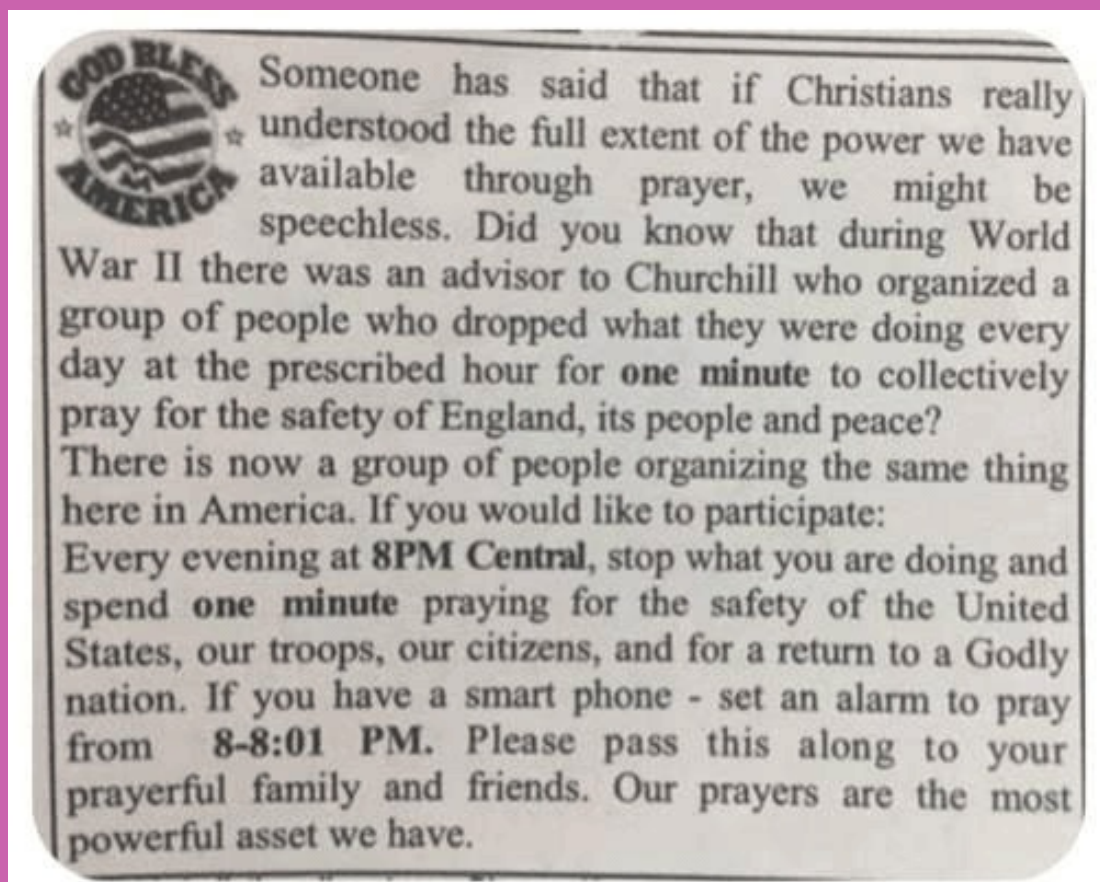 GOD BLESS
AMERICA
Someone has said that if Christians really
understood the full extent of the power we have
available through prayer, we might be
speechless. Did you know that during World
War II there was an advisor to Churchill who organized a
group of people who dropped what they were doing every
day at the prescribed hour for one minute to collectively
pray for the safety of England, its people and peace?
There is now a group of people organizing the same thing
here in America. If you would like to participate:
Every evening at 8PM Central, stop what you are doing and
spend one minute praying for the safety of the United
States, our troops, our citizens, and for a return to a Godly
nation. If you have a smart phone - set an alarm to pray
from 8-8:01 PM. Please pass this along to your
prayerful family and friends. Our prayers are the most
powerful asset we have.